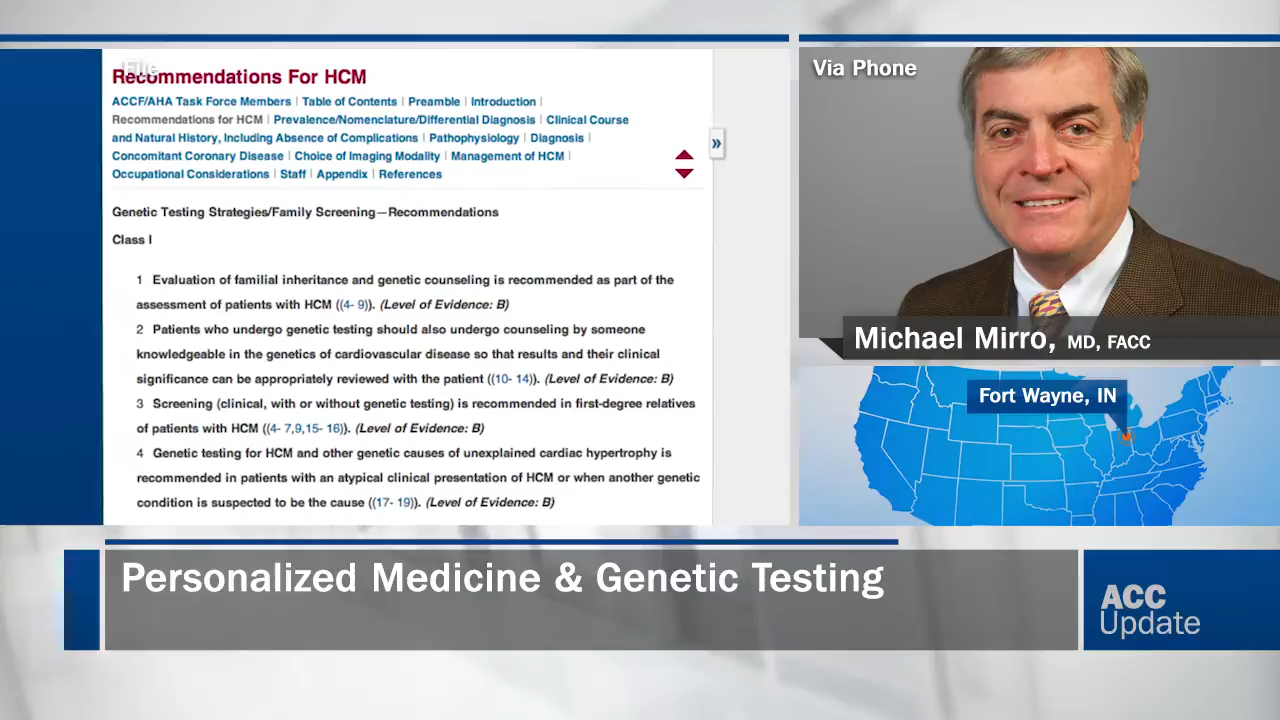 File
Recommendations For HCM
ACCF/AHA Task Force Members | Table of Contents | Preamble | Introduction |
Recommendations for HCM | Prevalence/Nomenclature/Differential Diagnosis | Clinical Course
and Natural History, Including Absence of Complications | Pathophysiology | Diagnosis |
Concomitant Coronary Disease | Choice of Imaging Modality | Management of HCM |
Occupational Considerations | Staff | Appendix | References
»
Genetic Testing Strategies/Family Screening—Recommendations
Class I
1 Evaluation of familial inheritance and genetic counseling is recommended as part of the
assessment of patients with HCM ((4- 9)). (Level of Evidence: B)
2 Patients who undergo genetic testing should also undergo counseling by someone
knowledgeable in the genetics of cardiovascular disease so that results and their clinical
significance can be appropriately reviewed with the patient ((10- 14)). (Level of Evidence: B)
3 Screening (clinical, with or without genetic testing) is recommended in first-degree relatives
of patients with HCM ((4- 7,9,15- 16)). (Level of Evidence: B)
4 Genetic testing for HCM and other genetic causes of unexplained cardiac hypertrophy is
recommended in patients with an atypical clinical presentation of HCM or when another genetic
condition is suspected to be the cause ((17- 19)). (Level of Evidence: B)
Via Phone
Michael Mirro, MD, FACC
Fort Wayne, IN
Personalized Medicine & Genetic Testing
ACC
Update